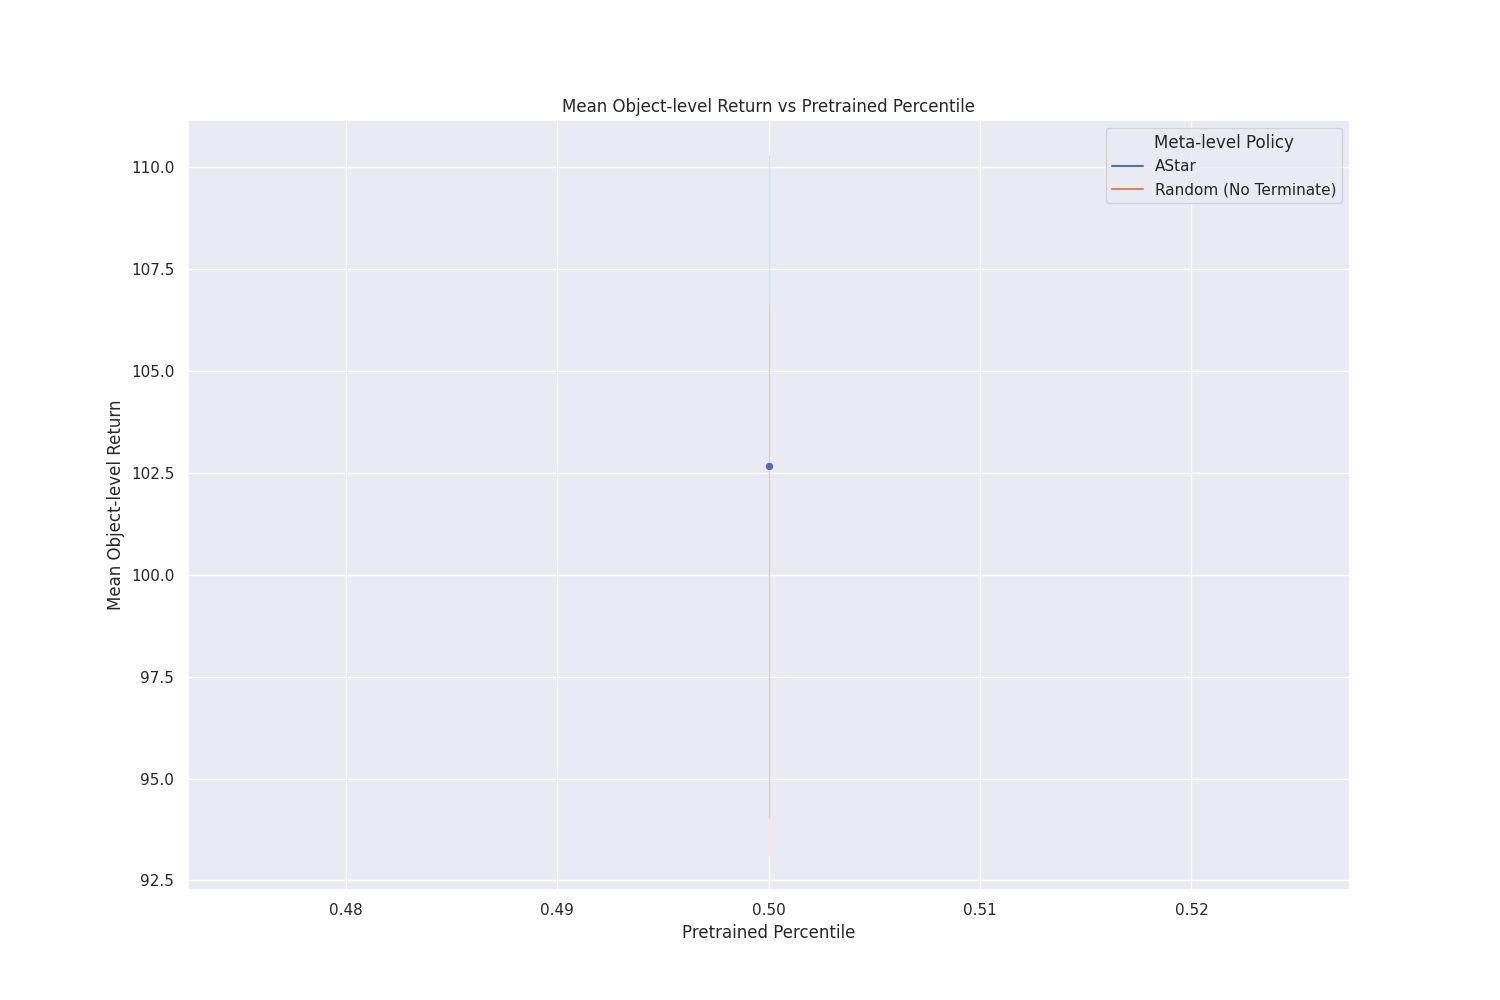 Mean Object-level Return vs Pretrained Percentile
Meta-level Policy
AStar
Random (No Terminate)
110.0
107.5
105.0
102.5
100.0
97.5
95.0
92.5
Mean Object-level Return
0.48
0.49
0.50
0.51
0.52
Pretrained Percentile